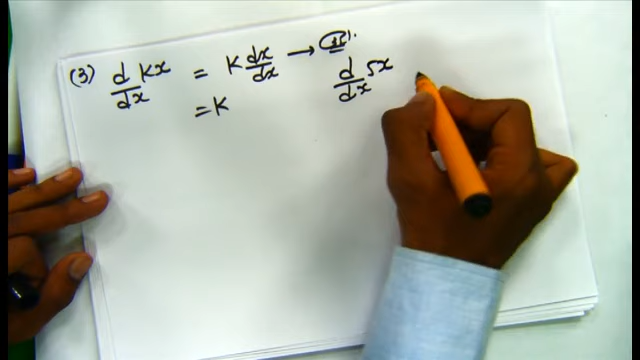 (3) d/dx kx = k dx/dx →
= k
d/dx 5x